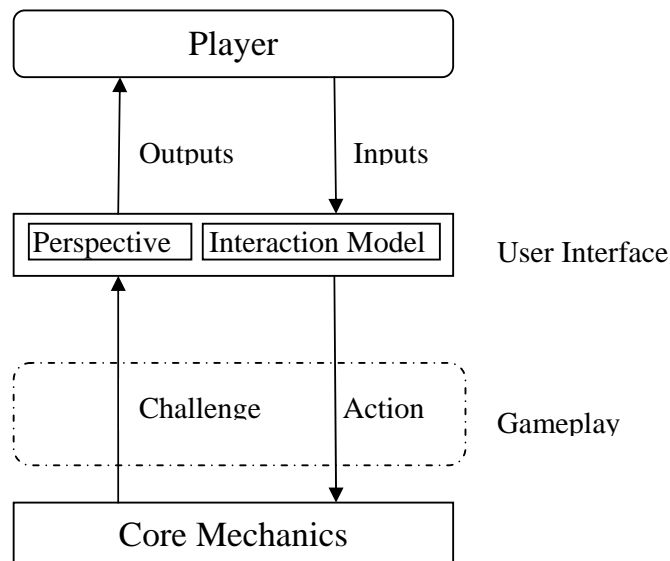 Player
Outputs Inputs
Perspective Interaction Model
User Interface
Challenge Action
Gameplay
Core Mechanics